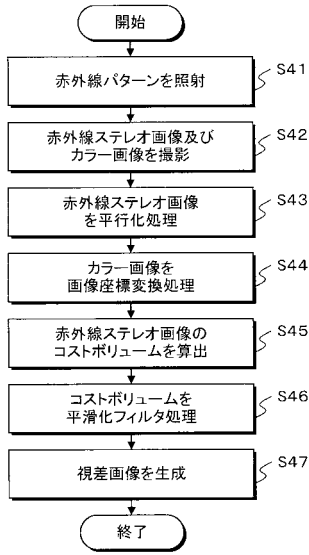 開始
赤外線パターンを照射
S41
赤外線ステレオ画像及び
カラー画像を撮影
S42
赤外線ステレオ画像
を平行化処理
S43
カラー画像を
画像座標変換処理
S44
赤外線ステレオ画像の
コストボリュームを算出
S45
コストボリュームを
平滑化フィルタ処理
S46
視差画像を生成
S47
終了